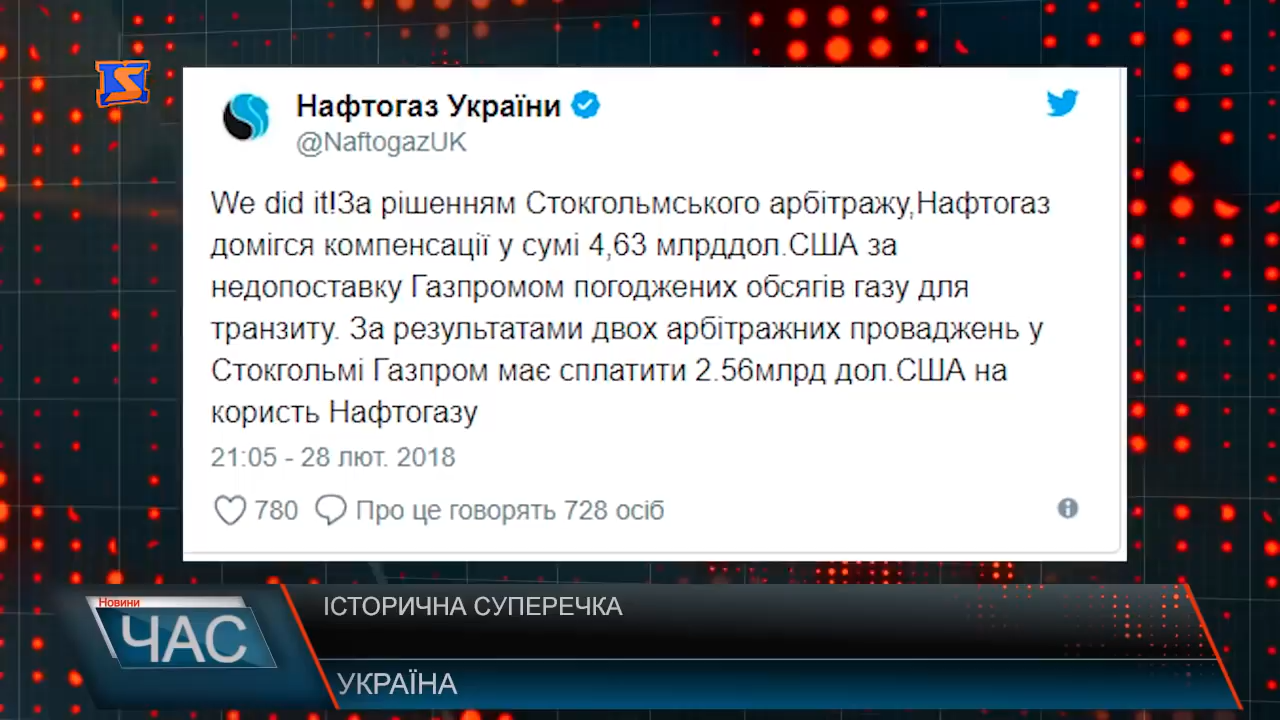 Нафтогаз України
@NaftogazUK
We did it!За рішенням Стокгольмського арбітражу,Нафтогаз
домігся компенсації у сумі 4,63 млрддол.США за
недопоставку Газпромом погоджених обсягів газу для
транзиту. За результатами двох арбітражних проваджень у
Стокгольмі Газпром має сплатити 2.56млрд дол.США на
користь Нафтогазу
21:05 - 28 лют. 2018
780 Про це говорять 728 осіб
Новини
ЧАС
ІСТОРИЧНА СУПЕРЕЧКА
УКРАЇНА